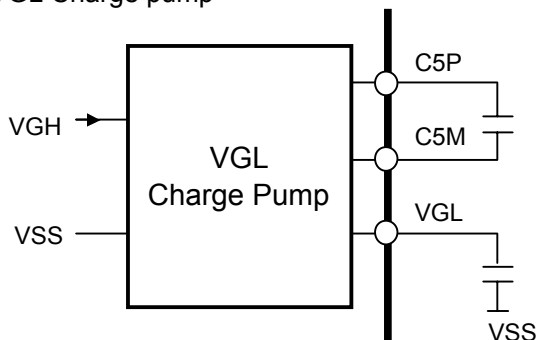 VGL Charge pump
C5P
VGH
C5M
VGL
Charge Pump
VGL
VSS
VSS